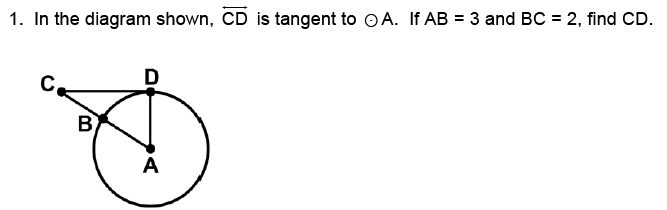 1. In the diagram shown, CD is tangent to ⊙A. If AB = 3 and BC = 2, find CD.
C
D
B
A